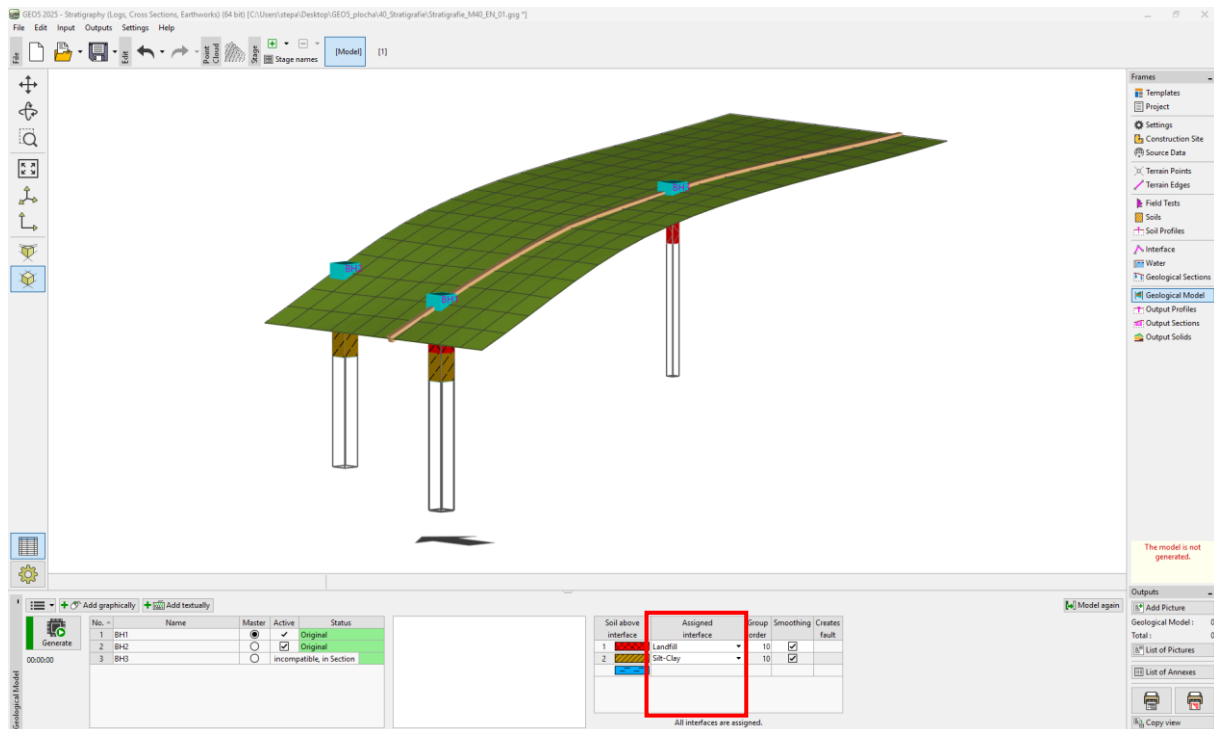 GEO5 2025 - Stratigraphy (Logs, Cross Sections, Earthworks) (64 bit) [C:\Users\stepa\Desktop\GEO5_plocha\40_Stratigrafie\Stratigrafie_M40_EN_01.gsg *]
File Edit Input Outputs Settings Help
File
Edit
Point Cloud
Stage
Stage names
[Model] [1]
Frames
Templates
Project
Settings
Construction Site
Source Data
Terrain Points
Terrain Edges
Field Tests
Soils
Soil Profiles
Interface
Water
Geological Sections
Geological Model
Output Profiles
Output Sections
Output Solids
The model is not
generated.
Outputs
Add Picture
Geological Model : 0
Total : 0
List of Pictures
List of Annexes
Copy view
Add graphically Add textually
Model again
Geological Model
Generate
00:00:00
No. Name Master Active Status
1 BH1 Original
2 BH2 Original
3 BH3 incompatible, in Section
Soil above Assigned Group Smoothing Creates
interface interface order fault
1 Landfill 10
2 Silt-Clay 10
All interfaces are assigned.